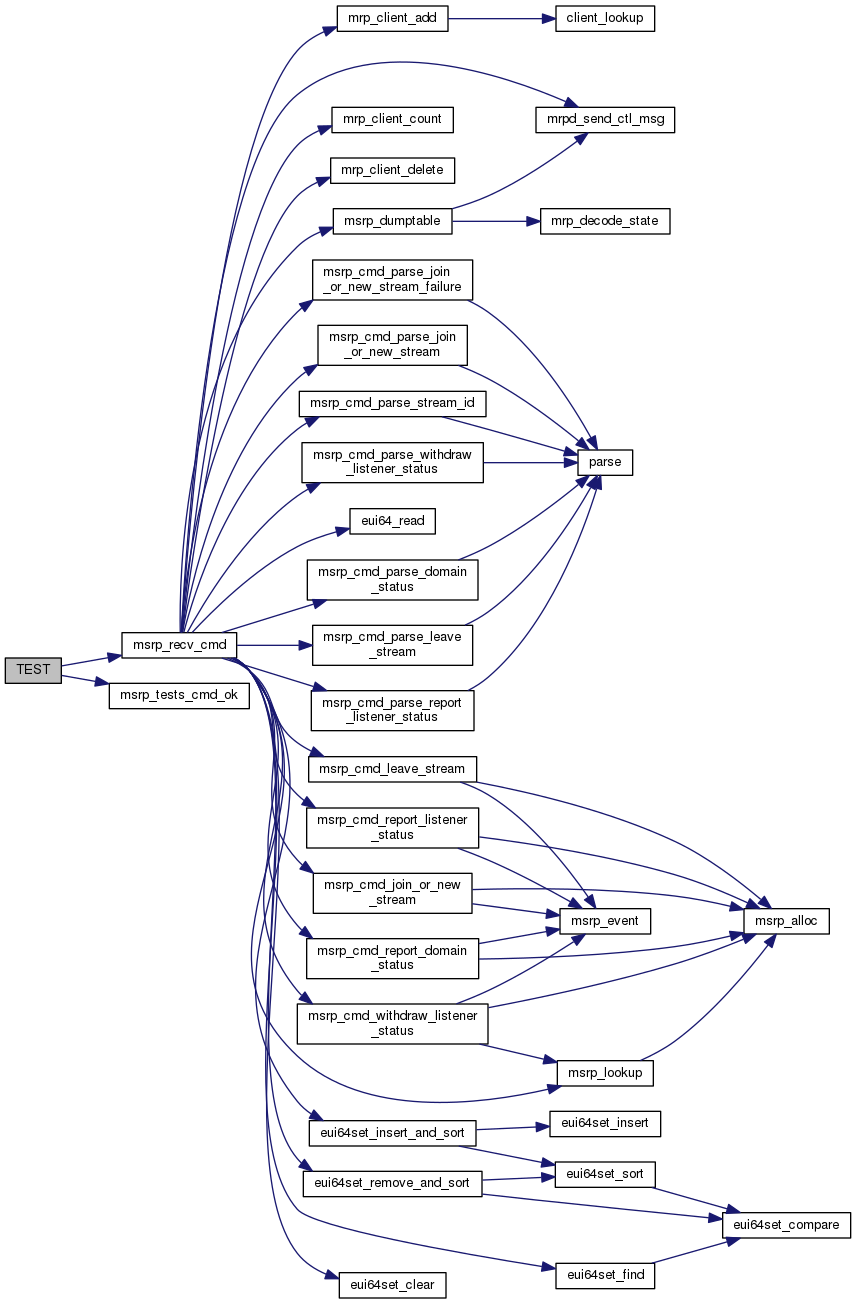 mrp_client_add
client_lookup
mrp_client_count
mrpd_send_ctl_msg
mrp_client_delete
msrp_dumptable
mrp_decode_state
msrp_cmd_parse_join
_or_new_stream_failure
msrp_cmd_parse_join
_or_new_stream
msrp_cmd_parse_stream_id
msrp_cmd_parse_withdraw
_listener_status
parse
eui64_read
msrp_cmd_parse_domain
_status
msrp_recv_cmd
msrp_cmd_parse_leave
_stream
TEST
msrp_tests_cmd_ok
msrp_cmd_parse_report
_listener_status
msrp_cmd_leave_stream
msrp_cmd_report_listener
_status
msrp_cmd_join_or_new
_stream
msrp_event
msrp_alloc
msrp_cmd_report_domain
_status
msrp_cmd_withdraw_listener
_status
msrp_lookup
eui64set_insert_and_sort
eui64set_insert
eui64set_remove_and_sort
eui64set_sort
eui64set_compare
eui64set_find
eui64set_clear